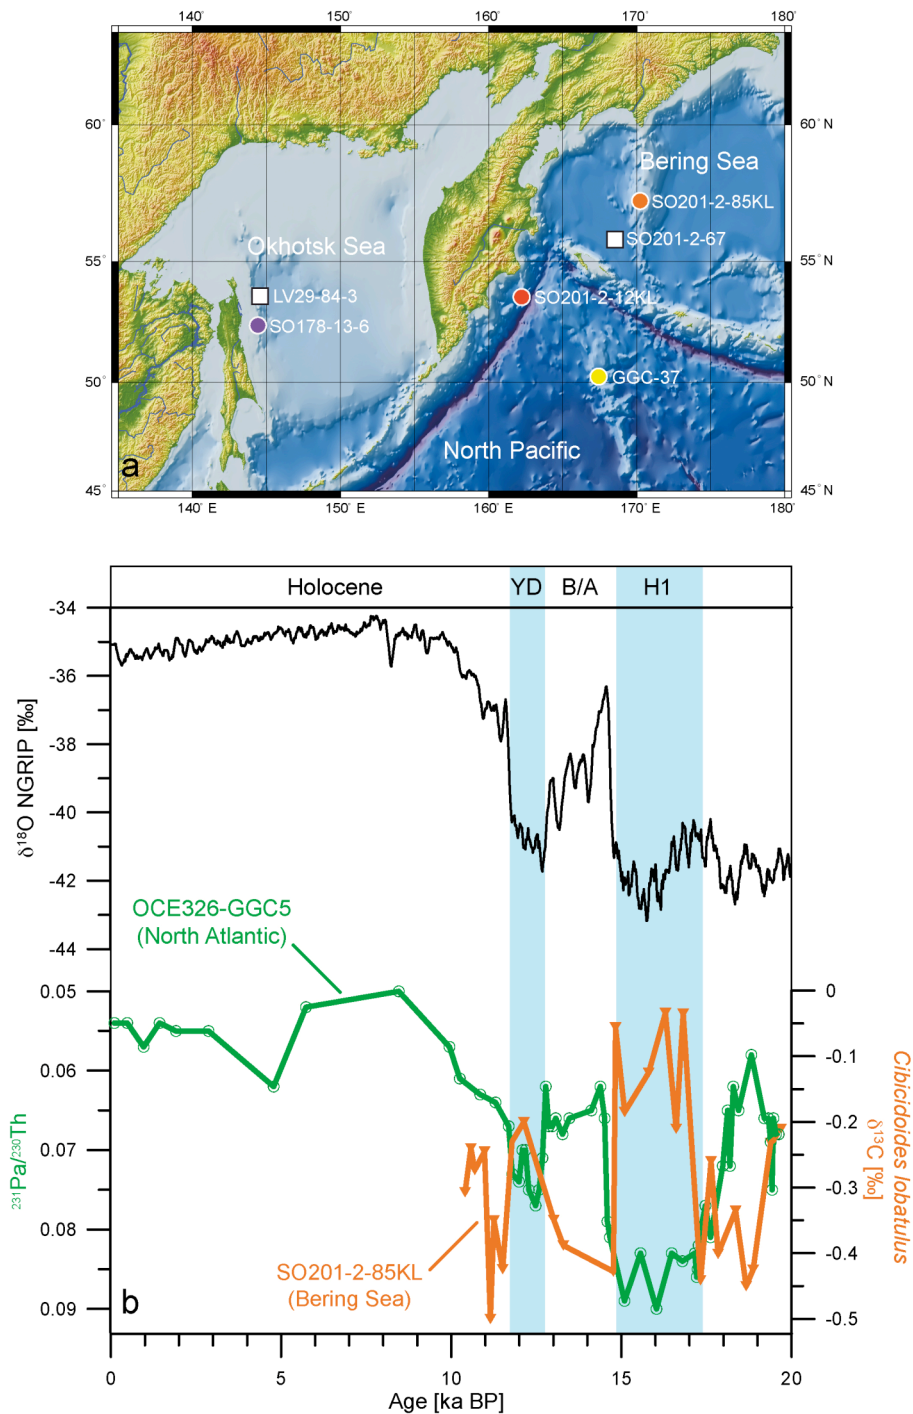 140° 150° 160° 170° 180°
60° 60° N
Bering Sea
SO201-2-85KL
Okhotsk Sea
SO201-2-67
55° 55° N
LV29-84-3
SO201-2-12KL
SO178-13-6
50° 50° N
GGC-37
North Pacific
a
45° 45° N
140° E 150° 160° 170° 180°
Holocene YD B/A H1
-34
-36
-38
-40
-42
-44
δ18O NGRIP [‰]
OCE326-GGC5
(North Atlantic)
0.05
0.06
0.07
0.08
0.09
231Pa/230Th
0
-0.1
-0.2
-0.3
-0.4
-0.5
Cibicidoides lobatulus
δ13C [‰]
SO201-2-85KL
(Bering Sea)
b
0 5 10 15 20
Age [ka BP]